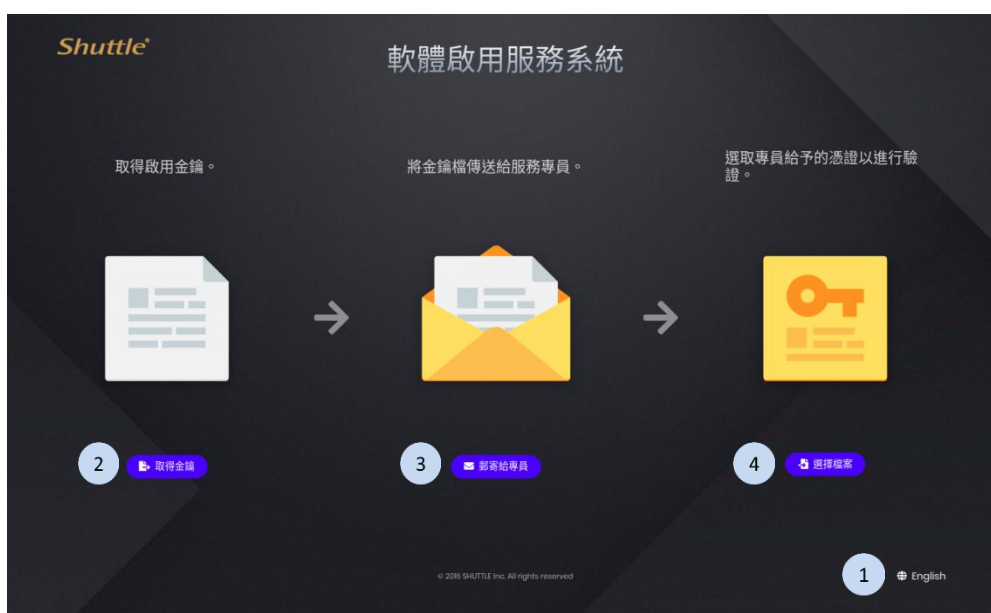 Shuttle
軟體啟用服務系統
取得啟用金鑰。
將金鑰檔傳送給服務專員。
選取專員給予的憑證以進行驗
證。
2
取得金鑰
3
郵寄給專員
4
選擇檔案
© 2016 SHUTTLE Inc. All rights reserved
1
English